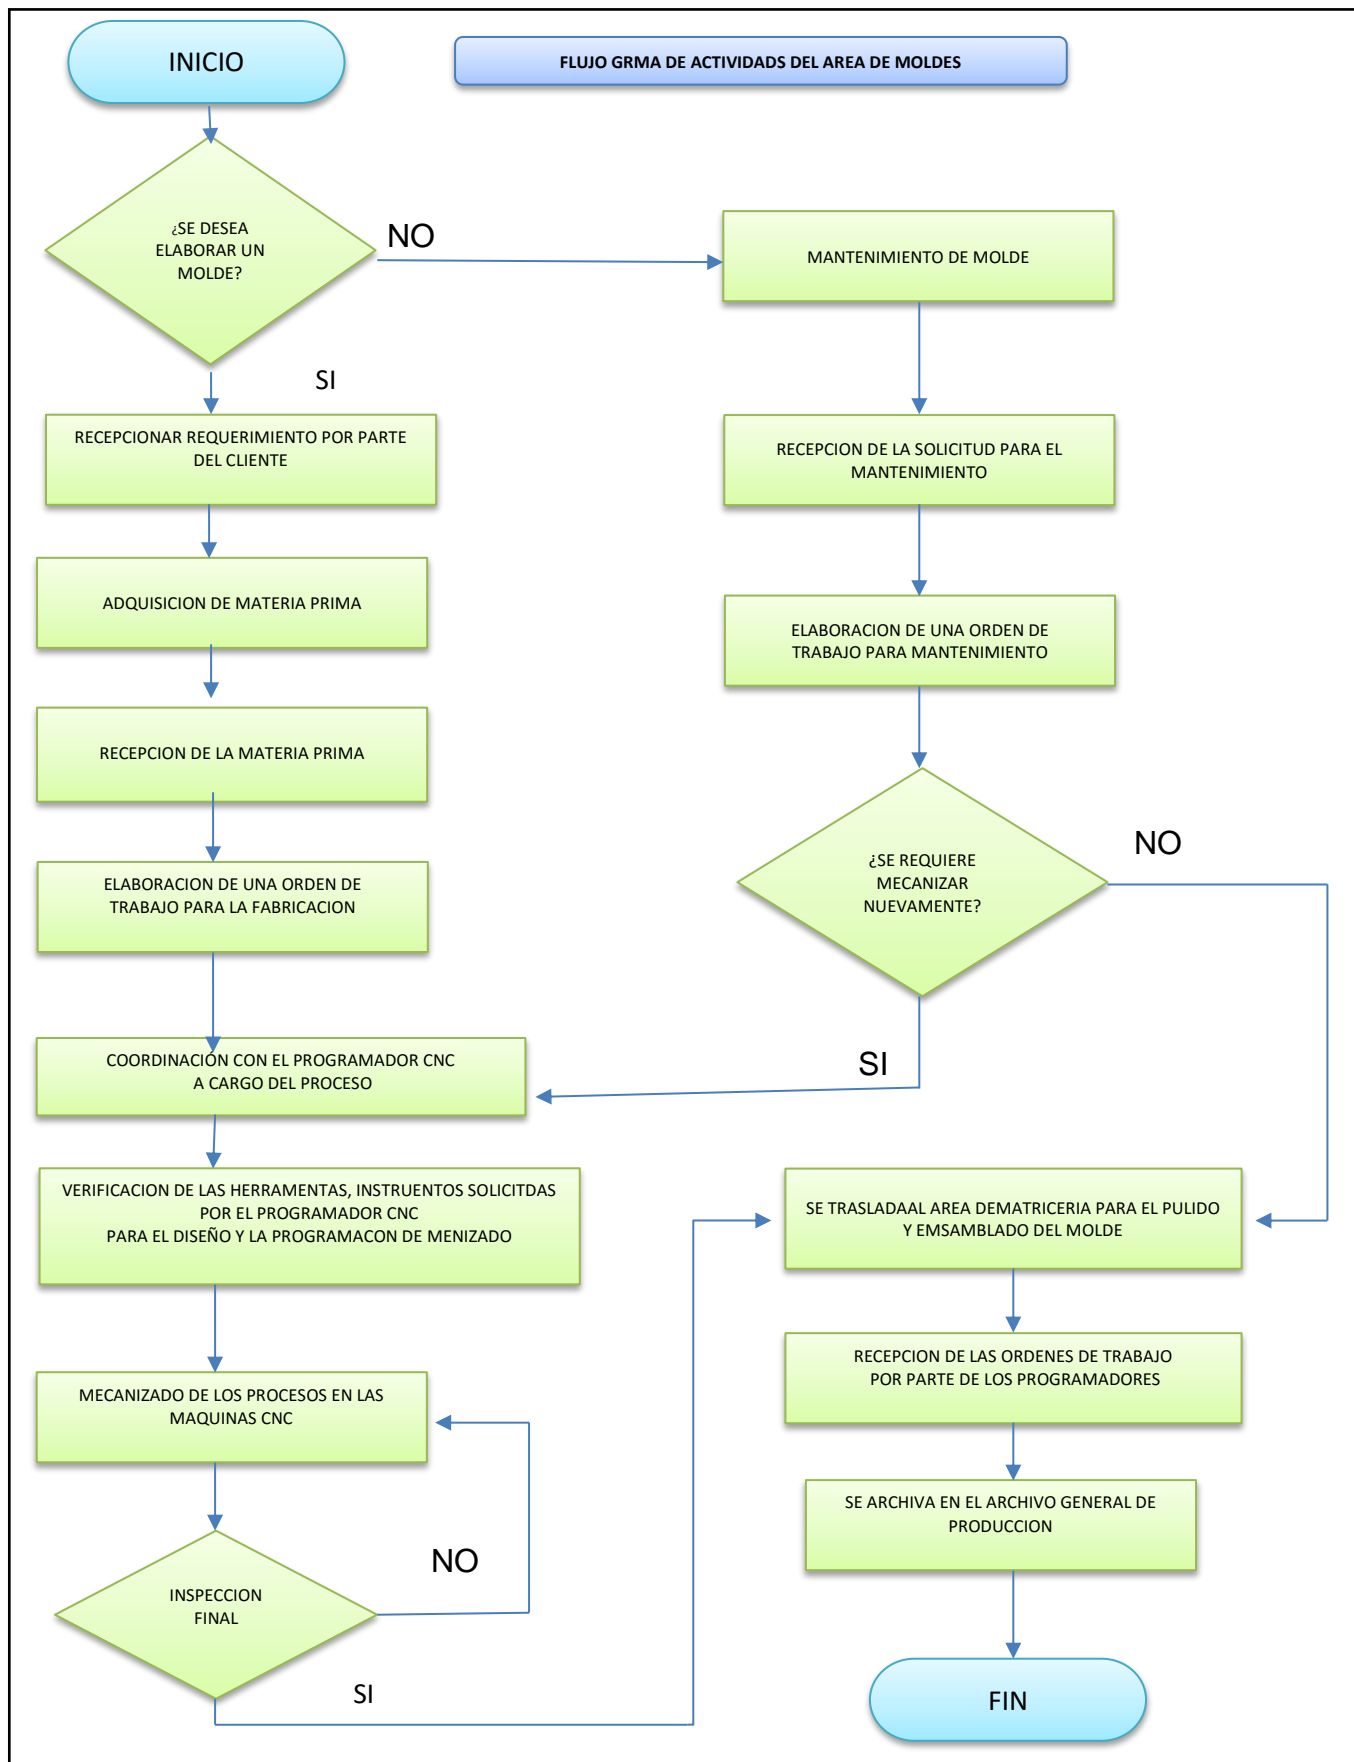 INICIO
FLUJO GRMA DE ACTIVIDADS DEL AREA DE MOLDES
¿SE DESEA
ELABORAR UN
MOLDE?
NO
MANTENIMIENTO DE MOLDE
SI
RECEPCIONAR REQUERIMIENTO POR PARTE
DEL CLIENTE
RECEPCION DE LA SOLICITUD PARA EL
MANTENIMIENTO
ADQUISICION DE MATERIA PRIMA
ELABORACION DE UNA ORDEN DE
TRABAJO PARA MANTENIMIENTO
RECEPCION DE LA MATERIA PRIMA
¿SE REQUIERE
MECANIZAR
NUEVAMENTE?
NO
ELABORACION DE UNA ORDEN DE
TRABAJO PARA LA FABRICACION
SI
COORDINACIÓN CON EL PROGRAMADOR CNC
A CARGO DEL PROCESO
VERIFICACION DE LAS HERRAMENTAS, INSTRUENTOS SOLICITDAS
POR EL PROGRAMADOR CNC
PARA EL DISEÑO Y LA PROGRAMACON DE MENIZADO
SE TRASLADAAL AREA DEMATRICERIA PARA EL PULIDO
Y EMSAMBLADO DEL MOLDE
RECEPCION DE LAS ORDENES DE TRABAJO
POR PARTE DE LOS PROGRAMADORES
MECANIZADO DE LOS PROCESOS EN LAS
MAQUINAS CNC
SE ARCHIVA EN EL ARCHIVO GENERAL DE
PRODUCCION
NO
INSPECCION
FINAL
SI
FIN